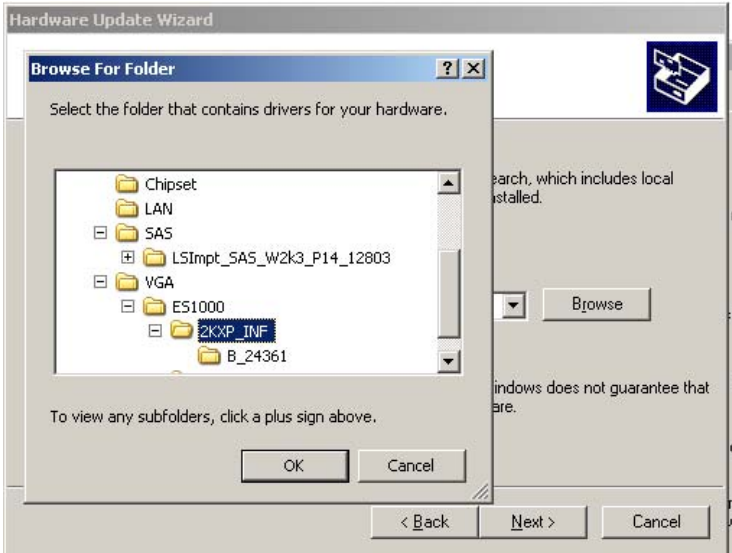 Hardware Update Wizard
Browse For Folder
Select the folder that contains drivers for your hardware.
Chipset
LAN
SAS
LSImpt_SAS_W2k3_P14_12803
VGA
ES1000
2KXP_INF
B_24361
To view any subfolders, click a plus sign above.
OK Cancel
earch, which includes local
stalled.
Browse
indows does not guarantee that
are.
< Back Next > Cancel